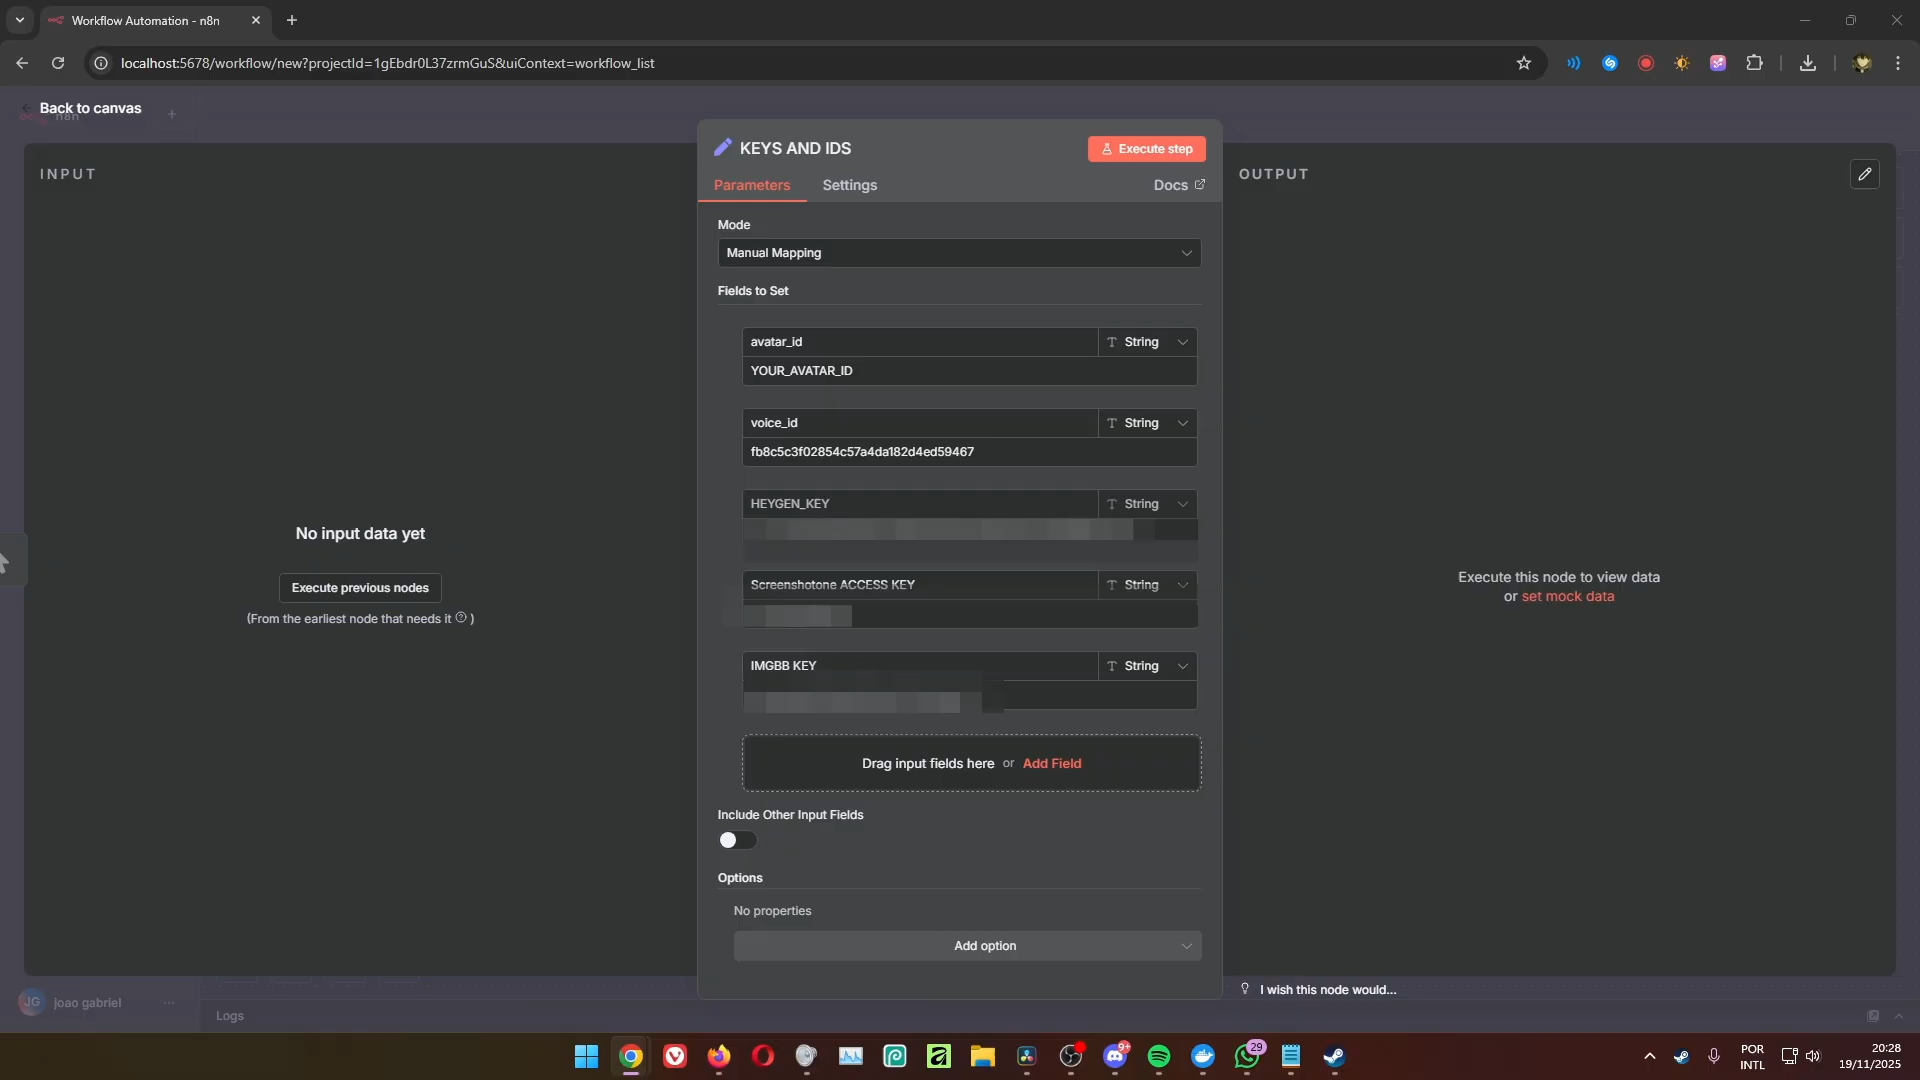 Workflow Automation - n8n
localhost:5678/workflow/new?projectId=1gEbdr0L37zrmGuS&uiContext=workflow_list
Back to canvas
n8n
INPUT
No input data yet
Execute previous nodes
(From the earliest node that needs it ? )
KEYS AND IDS
Execute step
Parameters
Settings
Docs
Mode
Manual Mapping
Fields to Set
avatar_id
String
YOUR_AVATAR_ID
voice_id
String
fb8c5c3f02854c57a4da182d4ed59467
HEYGEN_KEY
String
Screenshotone ACCESS KEY
String
IMGBB KEY
String
Drag input fields here or Add Field
Include Other Input Fields
Options
No properties
Add option
OUTPUT
Execute this node to view data
or set mock data
I wish this node would...
JG
joao gabriel
Logs
9+
29
POR
INTL
20:28
19/11/2025